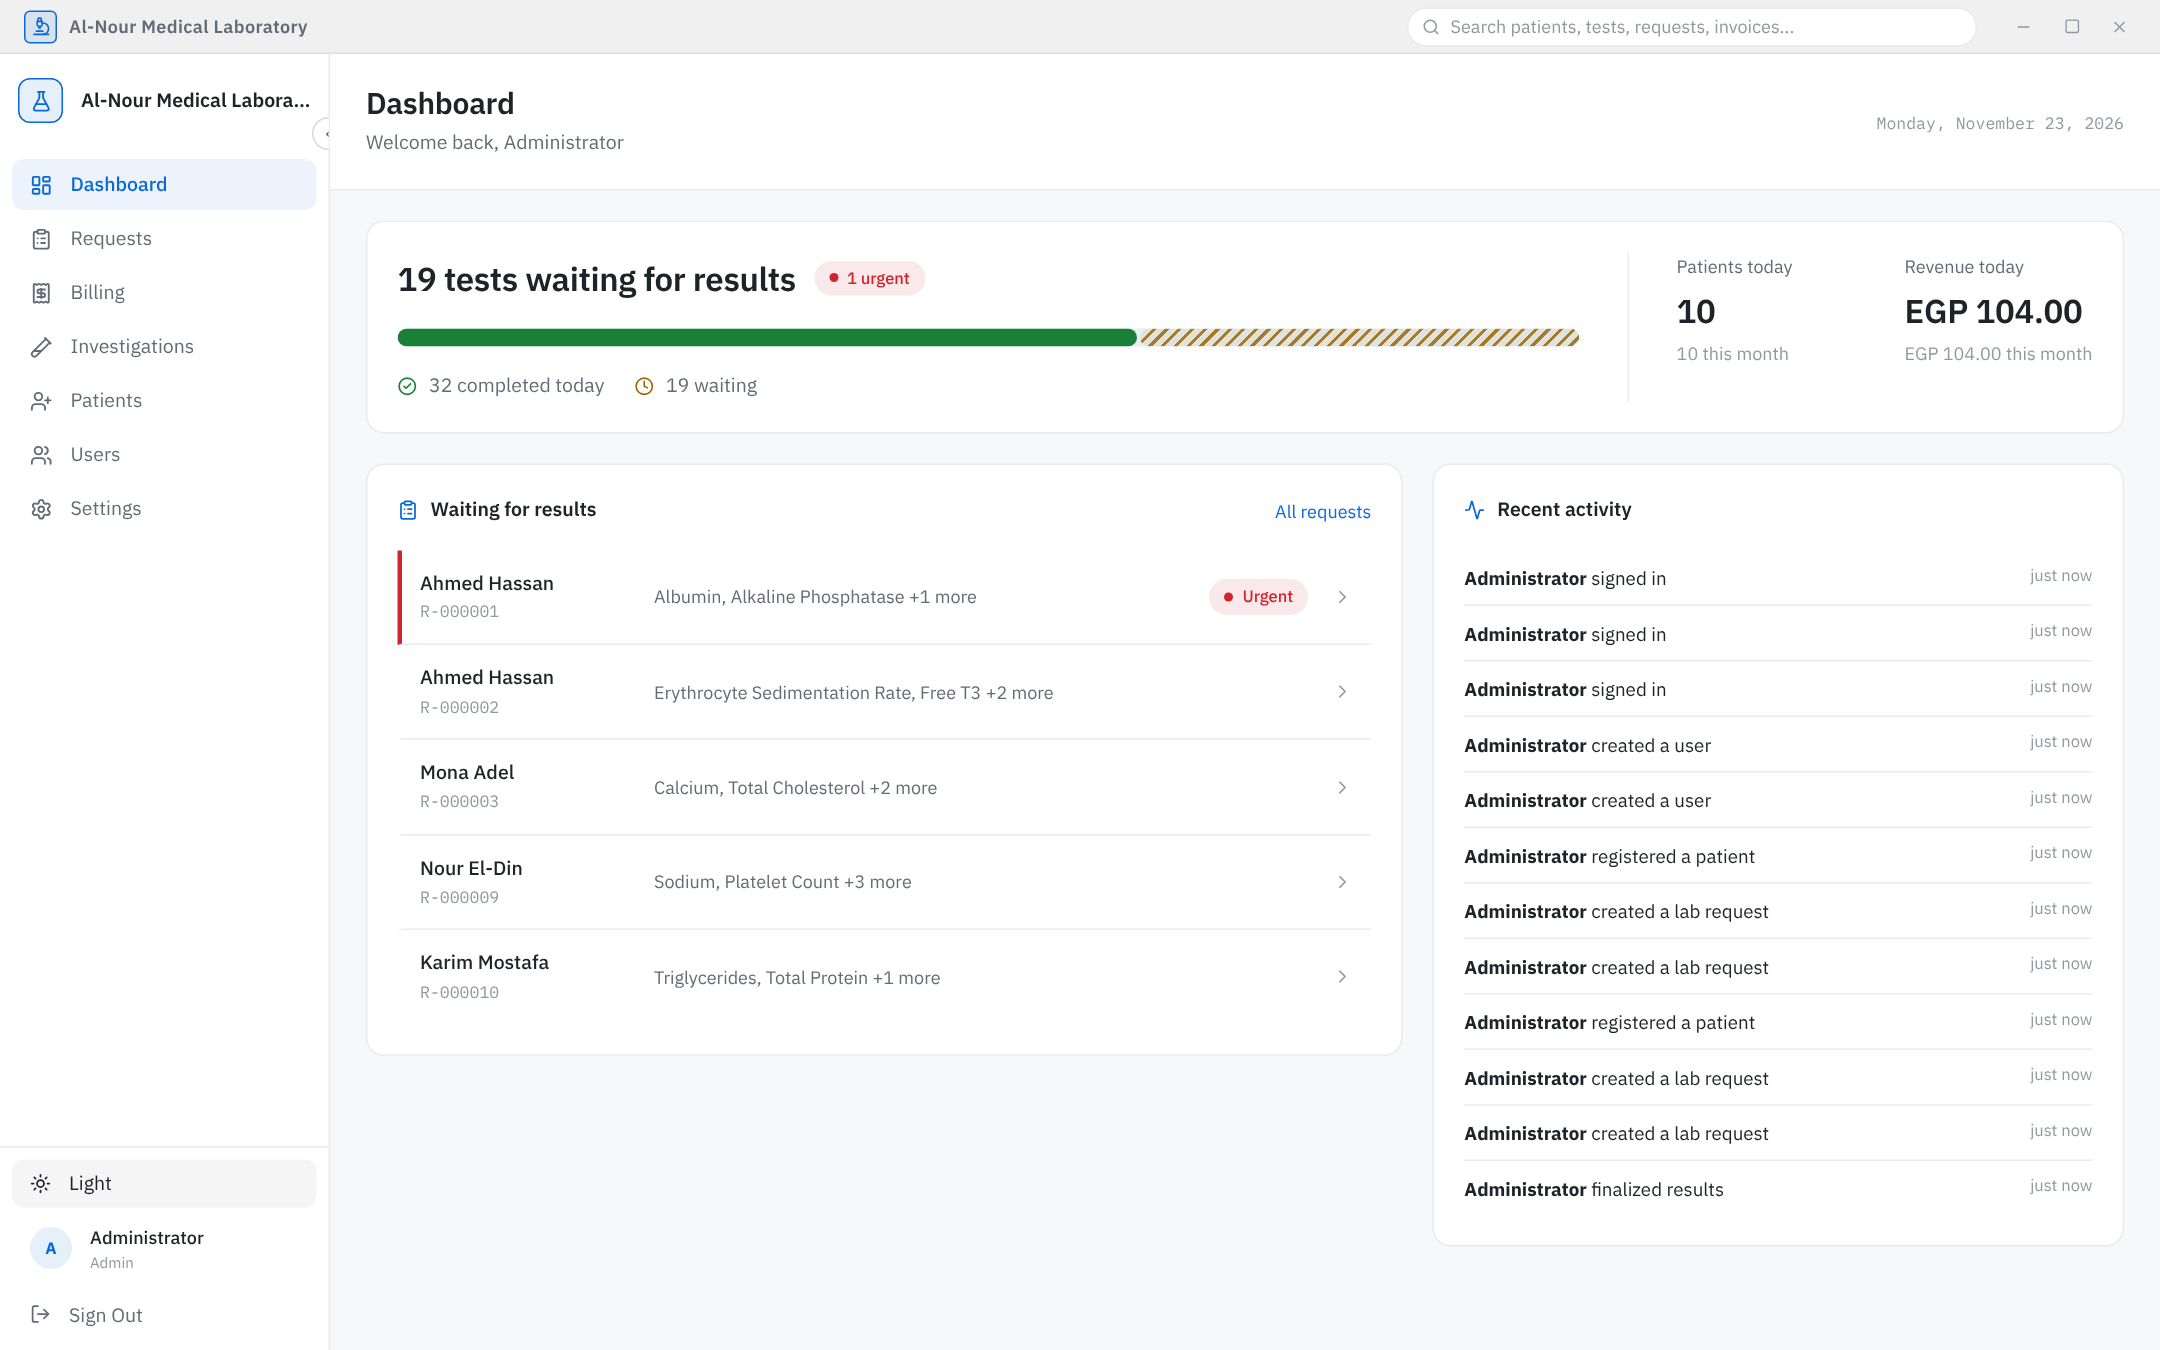 Al-Nour Medical Laboratory
Search patients, tests, requests, invoices...
Al-Nour Medical Labora...
Dashboard
Requests
Billing
Investigations
Patients
Users
Settings
Light
A
Administrator
Admin
Sign Out
Dashboard
Welcome back, Administrator
Monday, November 23, 2026
19 tests waiting for results
1 urgent
32 completed today
19 waiting
Patients today
10
10 this month
Revenue today
EGP 104.00
EGP 104.00 this month
Waiting for results
All requests
Ahmed Hassan
R-000001
Albumin, Alkaline Phosphatase +1 more
Urgent
Ahmed Hassan
R-000002
Erythrocyte Sedimentation Rate, Free T3 +2 more
Mona Adel
R-000003
Calcium, Total Cholesterol +2 more
Nour El-Din
R-000009
Sodium, Platelet Count +3 more
Karim Mostafa
R-000010
Triglycerides, Total Protein +1 more
Recent activity
Administrator signed in just now
Administrator signed in just now
Administrator signed in just now
Administrator created a user just now
Administrator created a user just now
Administrator registered a patient just now
Administrator created a lab request just now
Administrator created a lab request just now
Administrator registered a patient just now
Administrator created a lab request just now
Administrator created a lab request just now
Administrator finalized results just now